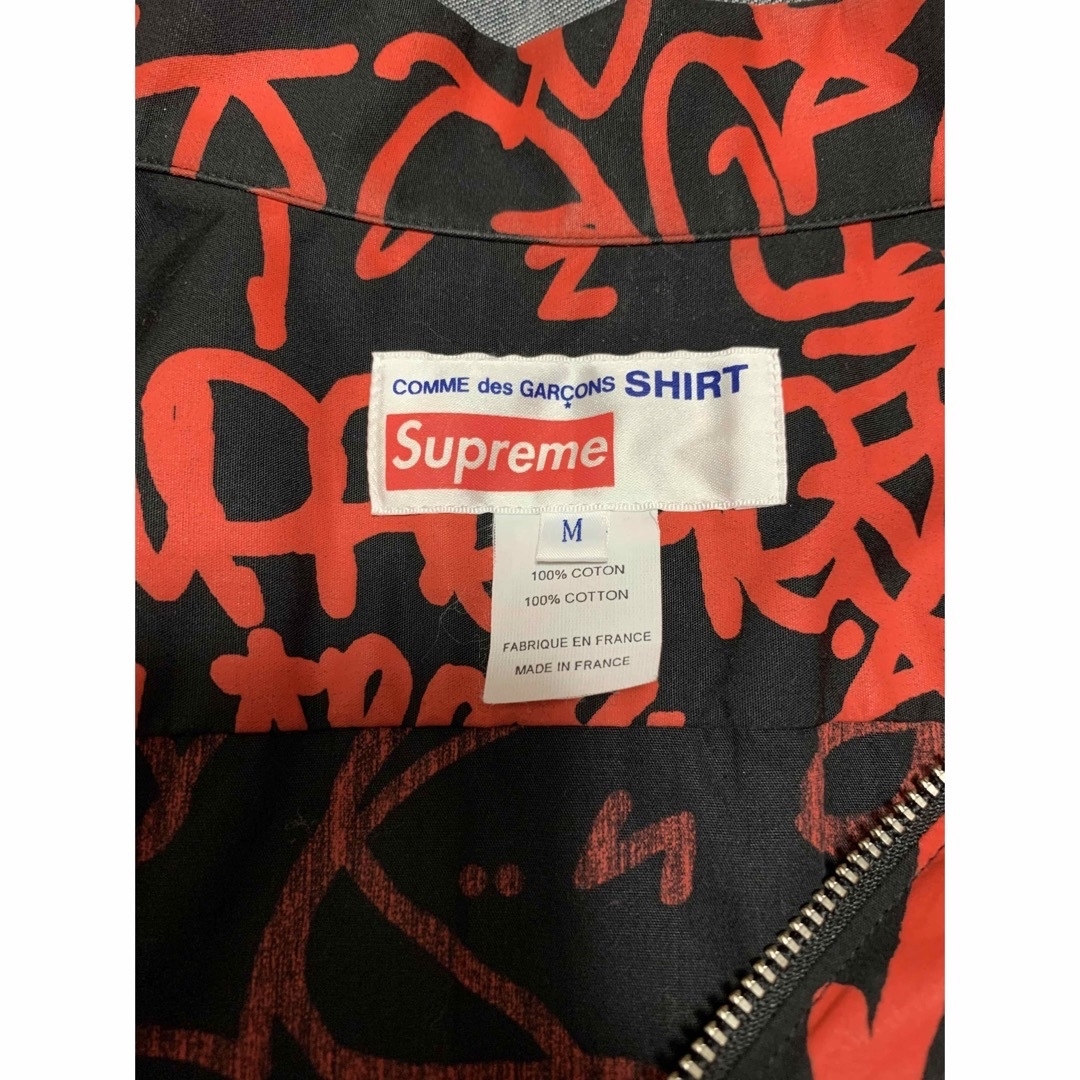 COMME des GARÇONS SHIRT
Supreme
M
100% COTON
100% COTTON
FABRIQUE EN FRANCE
MADE IN FRANCE